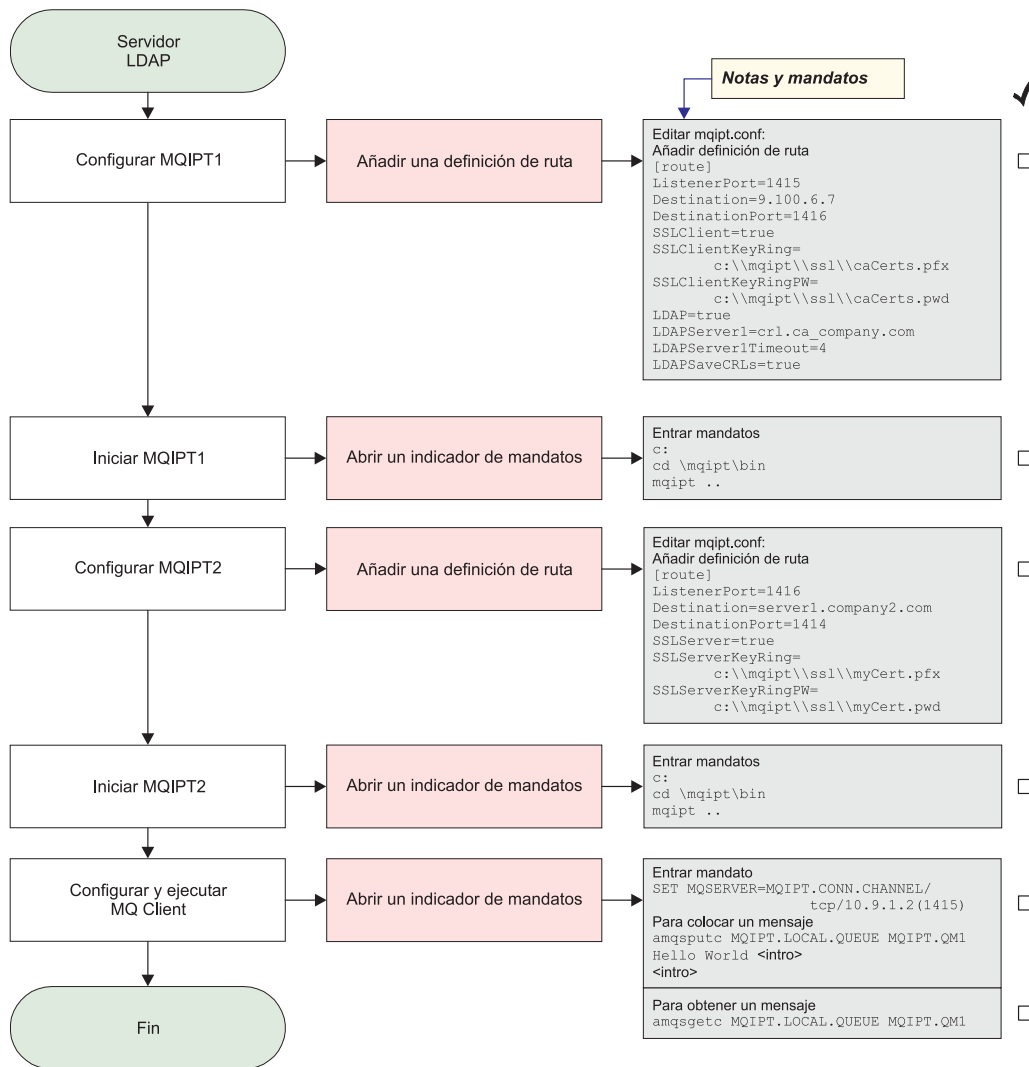 Servidor
LDAP
Notas y mandatos
Configurar MQIPT1
Añadir una definición de ruta
Editar mqipt.conf:
Añadir definición de ruta
[route]
ListenerPort=1415
Destination=9.100.6.7
DestinationPort=1416
SSLClient=true
SSLClientKeyRing=
c:\\mqipt\\ssl\\caCerts.pfx
SSLClientKeyRingPW=
c:\\mqipt\\ssl\\caCerts.pwd
LDAP=true
LDAPServer1=crl.ca_company.com
LDAPServer1Timeout=4
LDAPSaveCRLs=true
Iniciar MQIPT1
Abrir un indicador de mandatos
Entrar mandatos
c:
cd \mqipt\bin
mqipt ..
Configurar MQIPT2
Añadir una definición de ruta
Editar mqipt.conf:
Añadir definición de ruta
[route]
ListenerPort=1416
Destination=server1.company2.com
DestinationPort=1414
SSLServer=true
SSLServerKeyRing=
c:\\mqipt\\ssl\\myCert.pfx
SSLServerKeyRingPW=
c:\\mqipt\\ssl\\myCert.pwd
Iniciar MQIPT2
Abrir un indicador de mandatos
Entrar mandatos
c:
cd \mqipt\bin
mqipt ..
Configurar y ejecutar
MQ Client
Abrir un indicador de mandatos
Entrar mandato
SET MQSERVER=MQIPT.CONN.CHANNEL/
tcp/10.9.1.2(1415)
Para colocar un mensaje
amqsputc MQIPT.LOCAL.QUEUE MQIPT.QM1
Hello World <intro>
<intro>
Para obtener un mensaje
amqsgetc MQIPT.LOCAL.QUEUE MQIPT.QM1
Fin